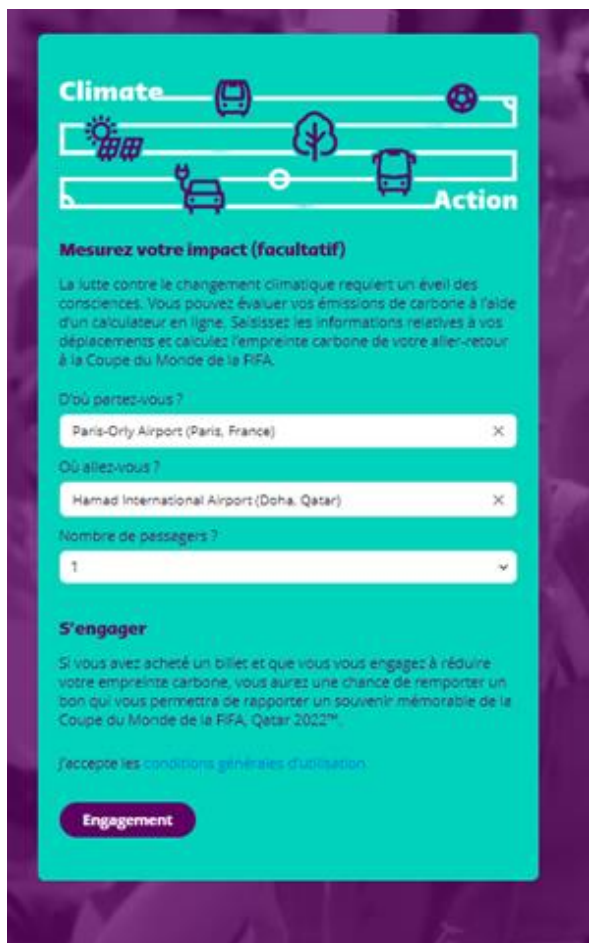 Climate
Action
Mesurez votre impact (facultatif)
La lutte contre le changement climatique requiert un éveil des
consciences. Vous pouvez évaluer vos émissions de carbone à l'aide
d'un calculateur en ligne. Saisissez les informations relatives à vos
déplacements et calculez l'empreinte carbone de votre aller-retour
à la Coupe du Monde de la FIFA.
D'où partez-vous ?
Paris-Orly Airport (Paris, France)
Où allez-vous ?
Hamad International Airport (Doha, Qatar)
Nombre de passagers ?
1
S'engager
Si vous avez acheté un billet et que vous vous engagez à réduire
votre empreinte carbone, vous aurez une chance de remporter un
bon qui vous permettra de rapporter un souvenir mémorable de la
Coupe du Monde de la FIFA, Qatar 2022™.
J'accepte les conditions générales d'utilisation
Engagement